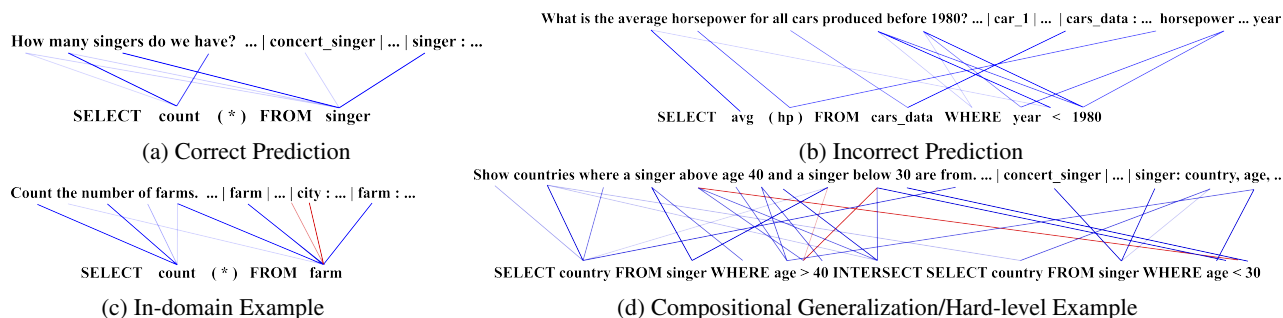 How many singers do we have? ... | concert_singer | ... | singer : ...
SELECT count ( * ) FROM singer
(a) Correct Prediction
What is the average horsepower for all cars produced before 1980? ... | car_1 | ... | cars_data : ... horsepower ... year
SELECT avg ( hp ) FROM cars_data WHERE year < 1980
(b) Incorrect Prediction
Count the number of farms. ... | farm | ... | city : ... | farm : ...
SELECT count ( * ) FROM farm
(c) In-domain Example
Show countries where a singer above age 40 and a singer below 30 are from. ... | concert_singer | ... | singer: country, age, ...
SELECT country FROM singer WHERE age > 40 INTERSECT SELECT country FROM singer WHERE age < 30
(d) Compositional Generalization/Hard-level Example